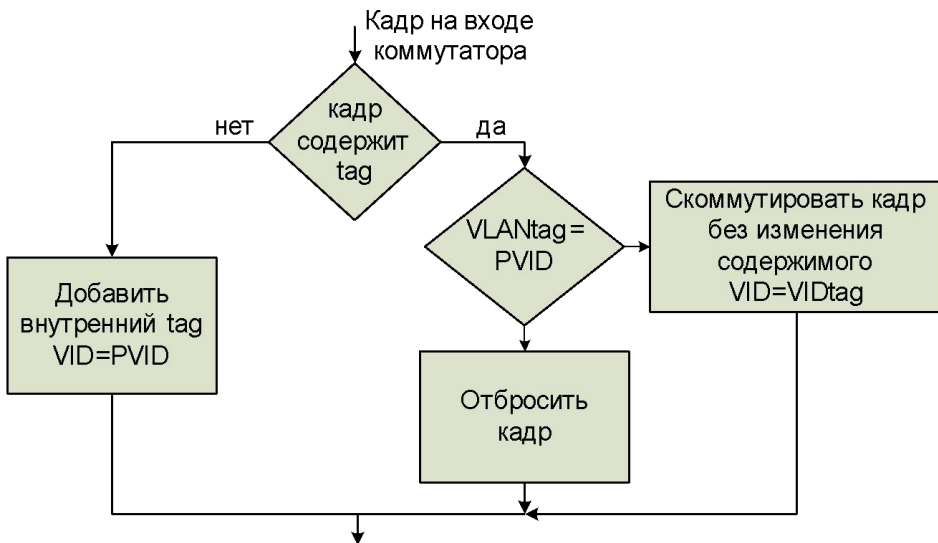 Кадр на входе
коммутатора
кадр
содержит
tag
нет
да
VLANtag=
PVID
Скоммутировать кадр
без изменения
содержимого
VID=VIDtag
Добавить
внутренний tag
VID=PVID
Отбросить
кадр